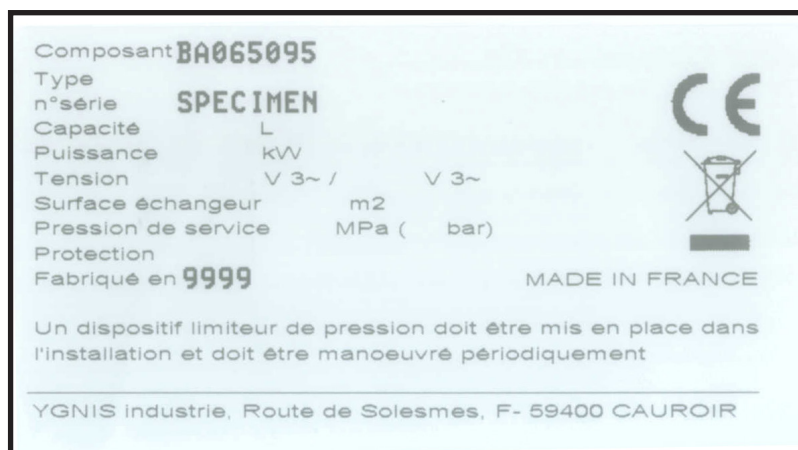 Composant BA065095
Type
n°série SPECIMEN
Capacité L
Puissance kW
Tension V 3~ / V 3~
Surface échangeur m2
Pression de service MPa ( bar)
Protection
Fabriqué en 9999
CE
MADE IN FRANCE
Un dispositif limiteur de pression doit être mis en place dans
l'installation et doit être manoeuvré périodiquement
YGNIS industrie, Route de Solesmes, F- 59400 CAUROIR